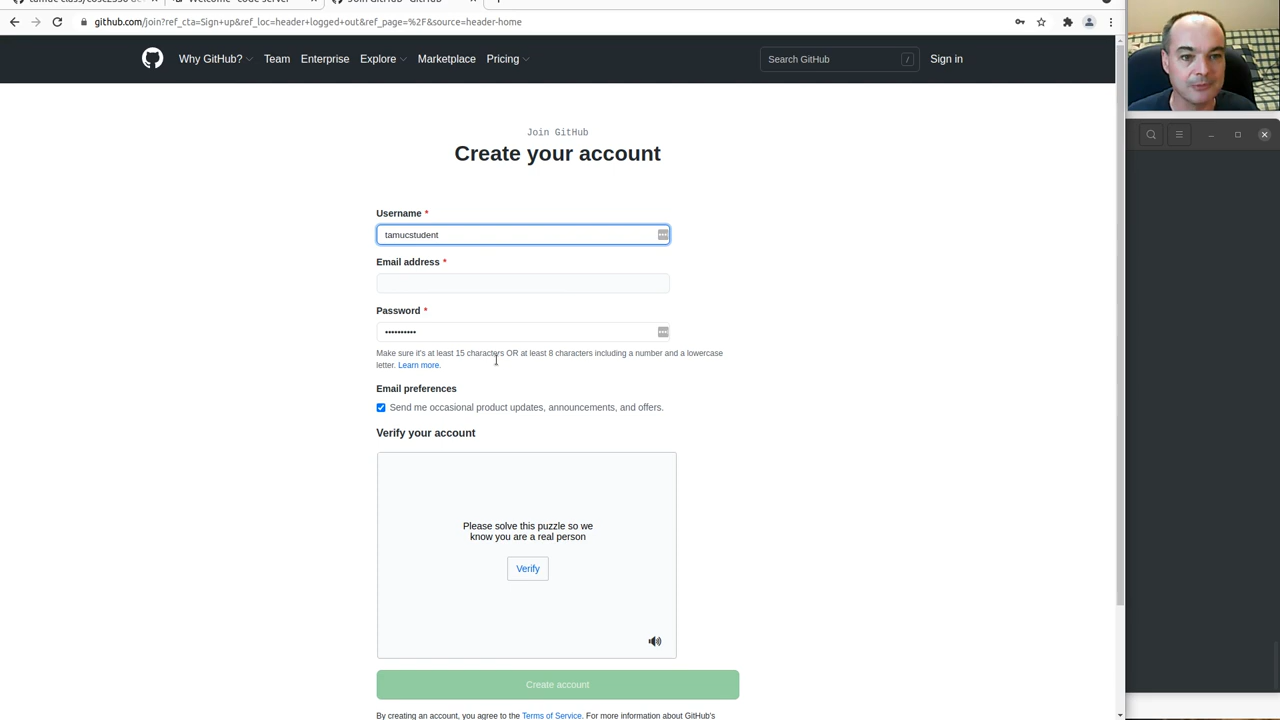 Join GitHub · GitHub
github.com/join?ref_cta=Sign+up&ref_loc=header+logged+out&ref_page=%2F&source=header-home
Why GitHub? Team Enterprise Explore Marketplace Pricing Search GitHub / Sign in
Join GitHub
Create your account
Username *
tamucstudent
Email address *
Password *
••••••••••
Make sure it's at least 15 characters OR at least 8 characters including a number and a lowercase
letter. Learn more.
Email preferences
Send me occasional product updates, announcements, and offers.
Verify your account
Please solve this puzzle so we
know you are a real person
Verify
Create account
By creating an account, you agree to the Terms of Service. For more information about GitHub's